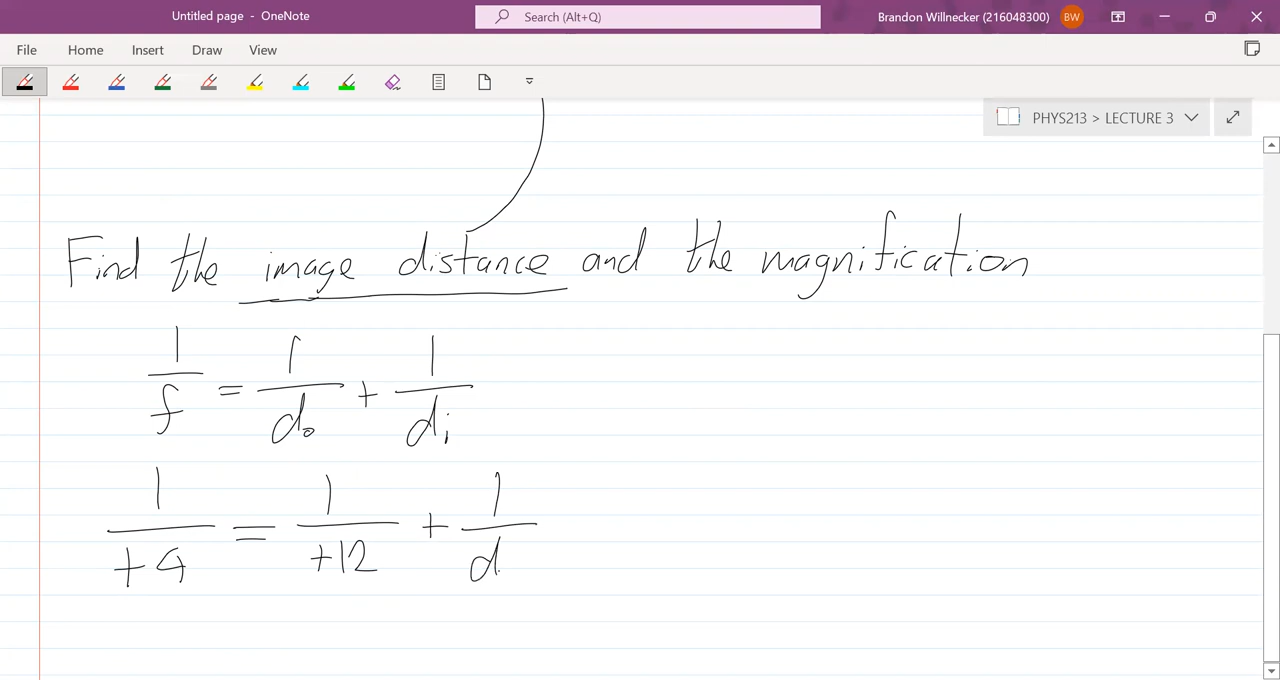 Untitled page - OneNote
Search (Alt+Q)
Brandon Willnecker (216048300)
BW
File Home Insert Draw View
PHYS213 > LECTURE 3
Find the image distance and the magnification
1/f = 1/d₀ + 1/dᵢ
1/+4 = 1/+12 + 1/d